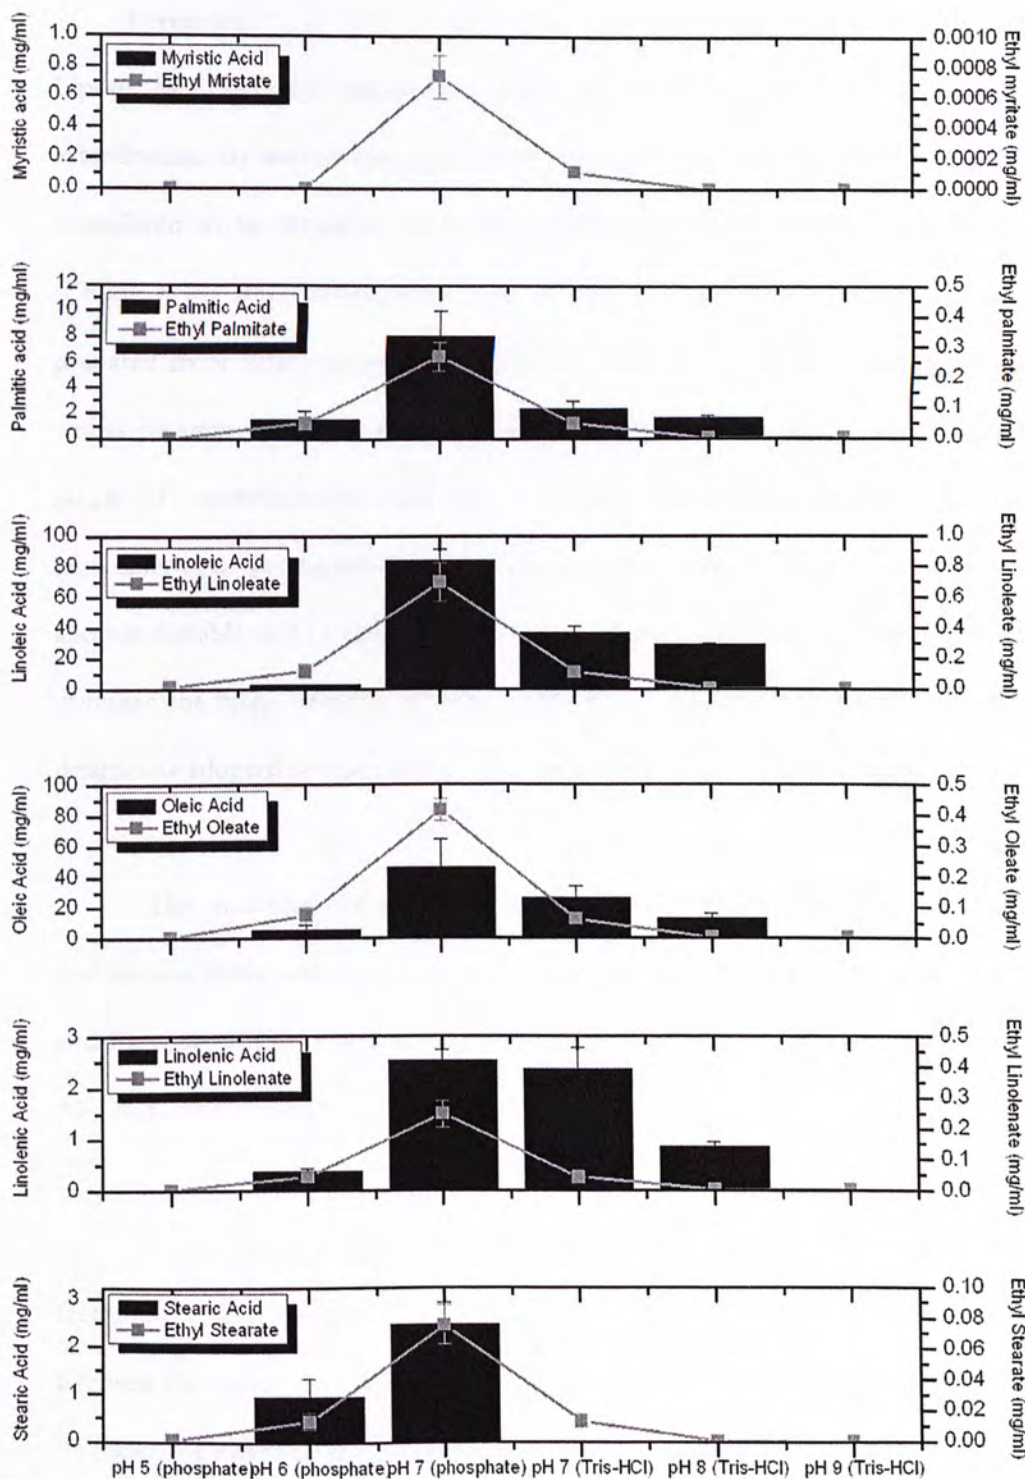 Myristic acid (mg/ml)
1.0
0.8
0.6
0.4
0.2
0.0
Myristic Acid
Ethyl Mristate
0.0010
0.0008
0.0006
0.0004
0.0002
0.0000
Ethyl myritate (mg/ml)
Palmitic acid (mg/ml)
12
10
8
6
4
2
0
Palmitic Acid
Ethyl Palmitate
0.5
0.4
0.3
0.2
0.1
0.0
Ethyl palmitate (mg/ml)
Linoleic Acid (mg/ml)
100
80
60
40
20
0
Linoleic Acid
Ethyl Linoleate
1.0
0.8
0.6
0.4
0.2
0.0
Ethyl Linoleate (mg/ml)
Oleic Acid (mg/ml)
100
80
60
40
20
0
Oleic Acid
Ethyl Oleate
0.5
0.4
0.3
0.2
0.1
0.0
Ethyl Oleate (mg/ml)
Linolenic Acid (mg/ml)
3
2
1
0
Linolenic Acid
Ethyl Linolenate
0.5
0.4
0.3
0.2
0.1
0.0
Ethyl Linolenate (mg/ml)
Stearic Acid (mg/ml)
3
2
1
0
Stearic Acid
Ethyl Stearate
0.10
0.08
0.06
0.04
0.02
0.00
Ethyl Stearate (mg/ml)
pH 5 (phosphate) pH 6 (phosphate) pH 7 (phosphate) pH 7 (Tris-HCl) pH 8 (Tris-HCl) pH 9 (Tris-HCl)